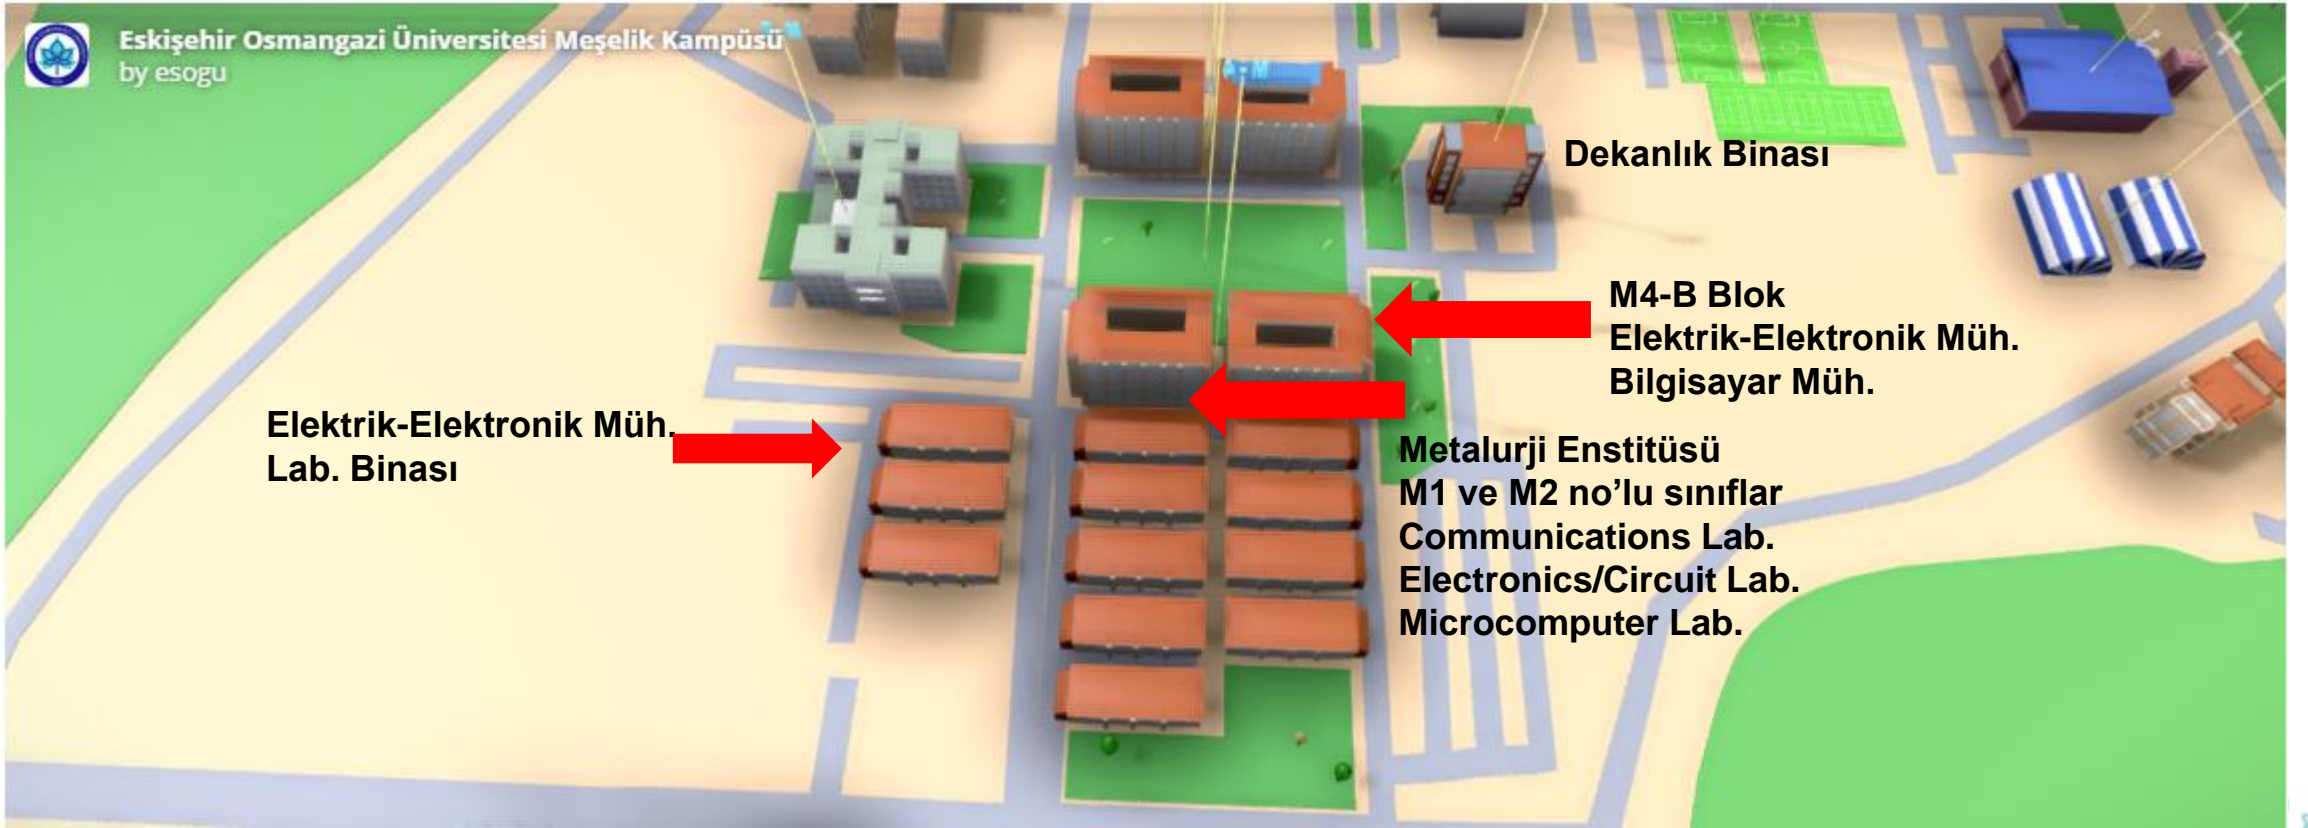 Eskişehir Osmangazi Üniversitesi Meşelik Kampüsü
by esogu
M
Dekanlık Binası
M4-B Blok
Elektrik-Elektronik Müh.
Bilgisayar Müh.
Elektrik-Elektronik Müh.
Lab. Binası
Metalurji Enstitüsü
M1 ve M2 no’lu sınıflar
Communications Lab.
Electronics/Circuit Lab.
Microcomputer Lab.